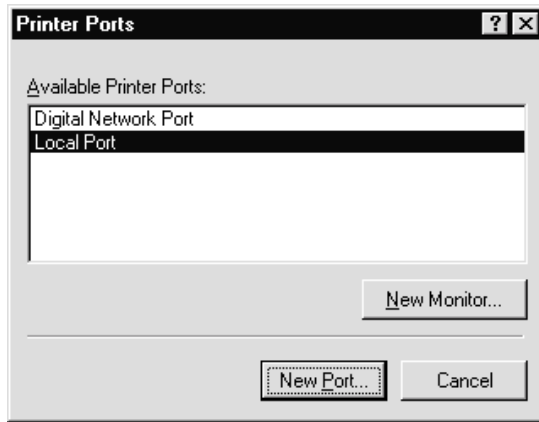 Printer Ports
Available Printer Ports:
Digital Network Port
Local Port
New Monitor...
New Port...
Cancel